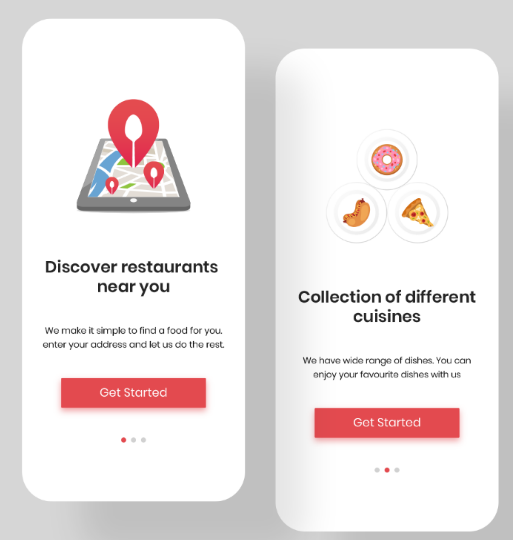 Discover restaurants
near you
We make it simple to find a food for you.
enter your address and let us do the rest.
Get Started
Collection of different
cuisines
We have wide range of dishes. You can
enjoy your favourite dishes with us
Get Started